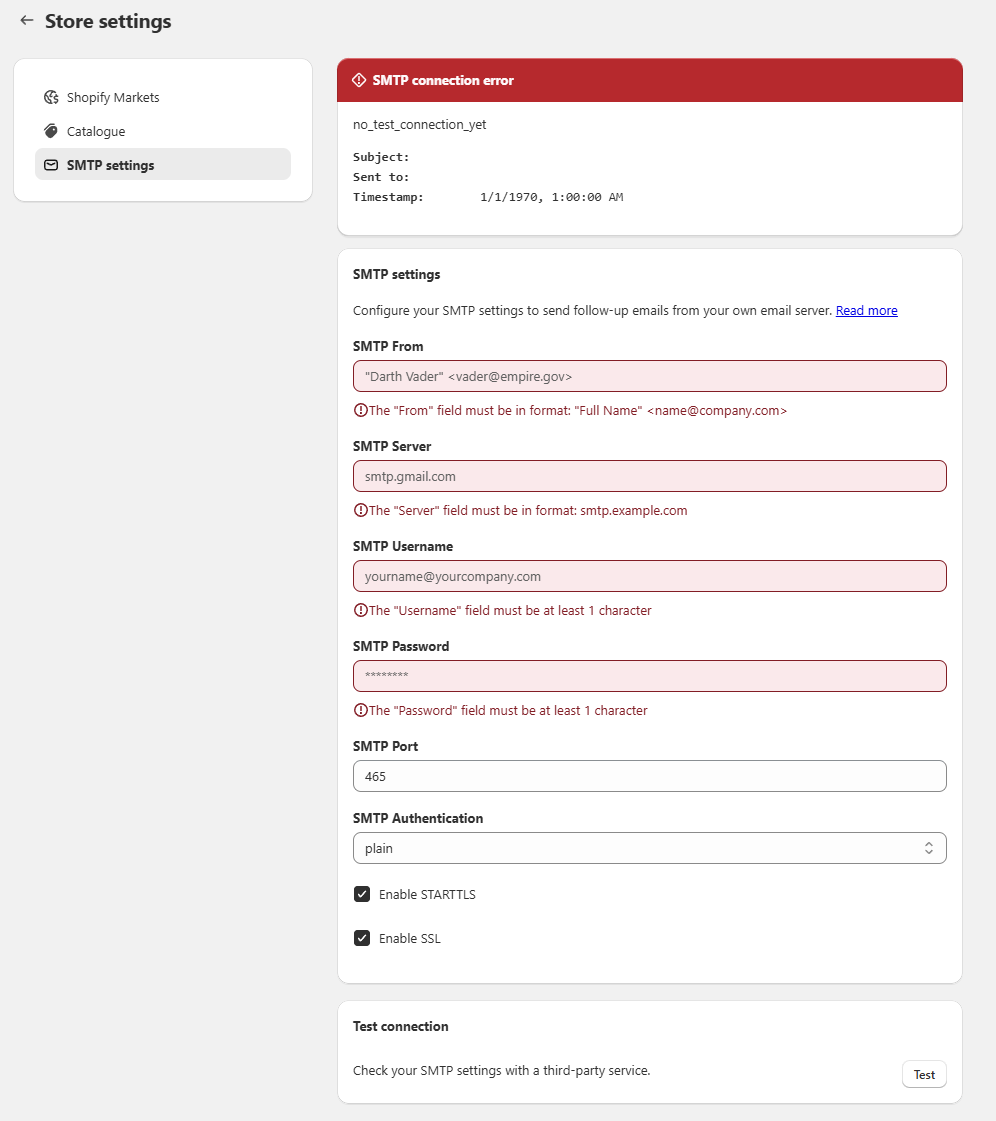 Store settings
Shopify Markets
Catalogue
SMTP settings
SMTP connection error
no_test_connection_yet
Subject:
Sent to:
Timestamp: 1/1/1970, 1:00:00 AM
SMTP settings
Configure your SMTP settings to send follow-up emails from your own email server. Read more
SMTP From
"Darth Vader" <vader@empire.gov>
The "From" field must be in format: "Full Name" <name@company.com>
SMTP Server
smtp.gmail.com
The "Server" field must be in format: smtp.example.com
SMTP Username
yourname@yourcompany.com
The "Username" field must be at least 1 character
SMTP Password
********
The "Password" field must be at least 1 character
SMTP Port
465
SMTP Authentication
plain
Enable STARTTLS
Enable SSL
Test connection
Check your SMTP settings with a third-party service.
Test